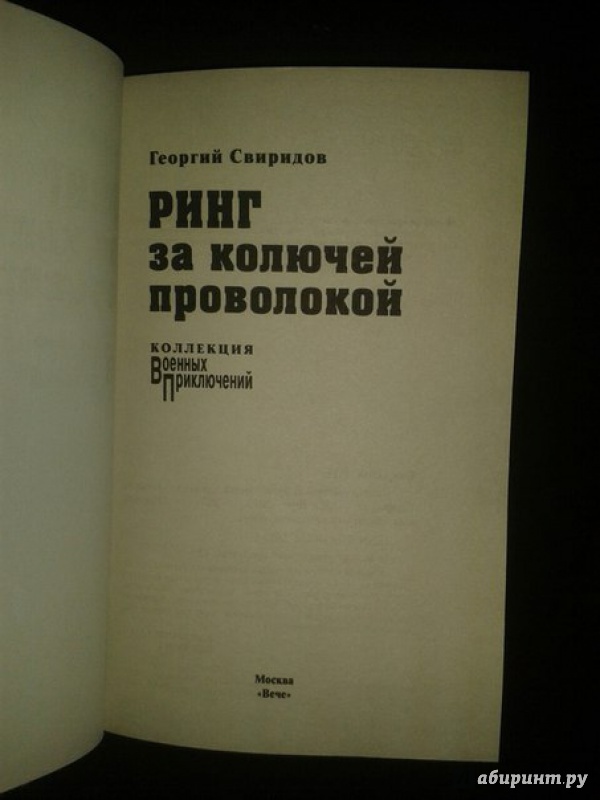 Георгий Свиридов
РИНГ
за колючей
проволокой
КОЛЛЕКЦИЯ
Военных
Приключений
Москва
«Вече»
абиринт.ру